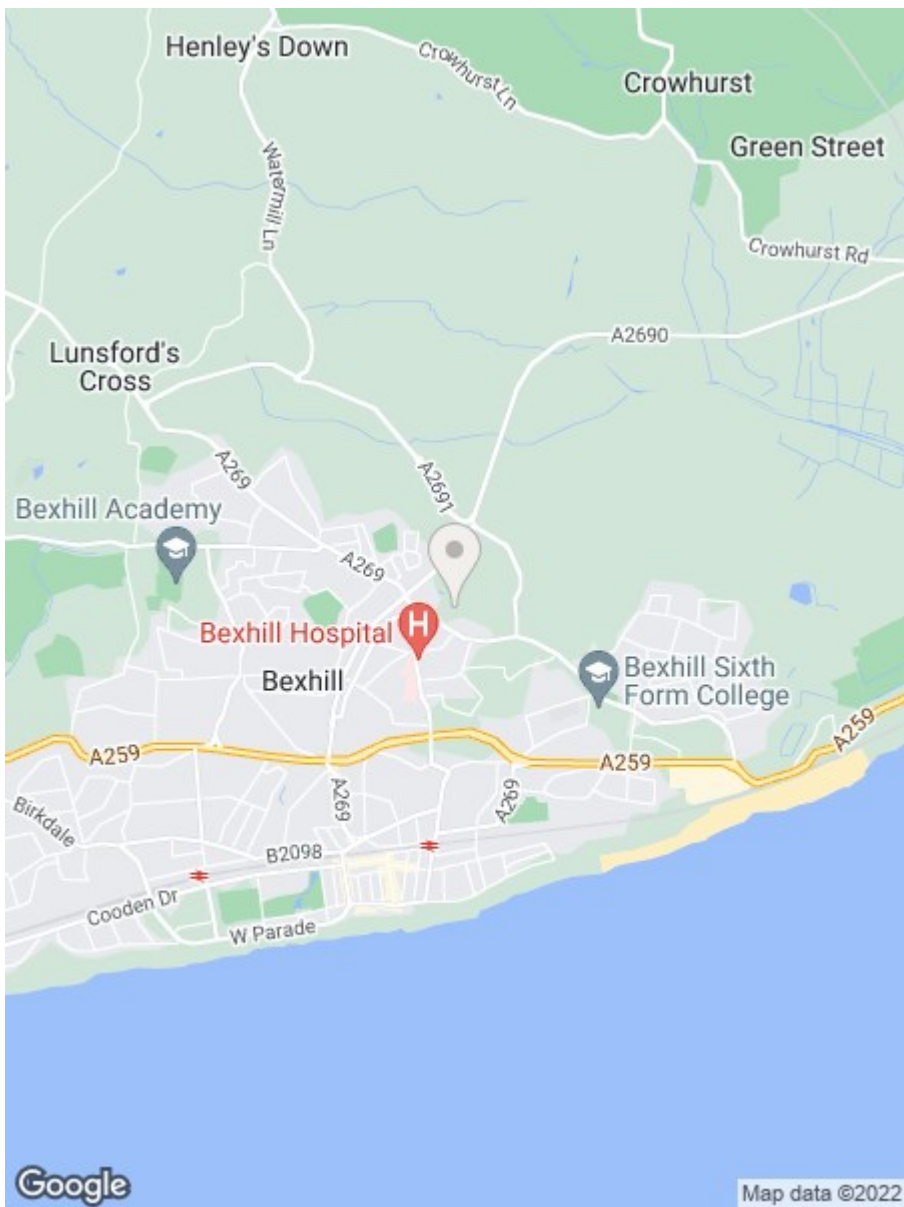 Henley's Down
Crowhurst Ln
Crowhurst
Green Street
Watermill Ln
Crowhurst Rd
A2690
Lunsford's
Cross
A269
A2691
Bexhill Academy
A269
H
Bexhill Hospital
Bexhill
Bexhill Sixth
Form College
A259
A259
A259
Birkdale
A269
A269
B2098
Cooden Dr
W Parade
Google
Map data ©2022